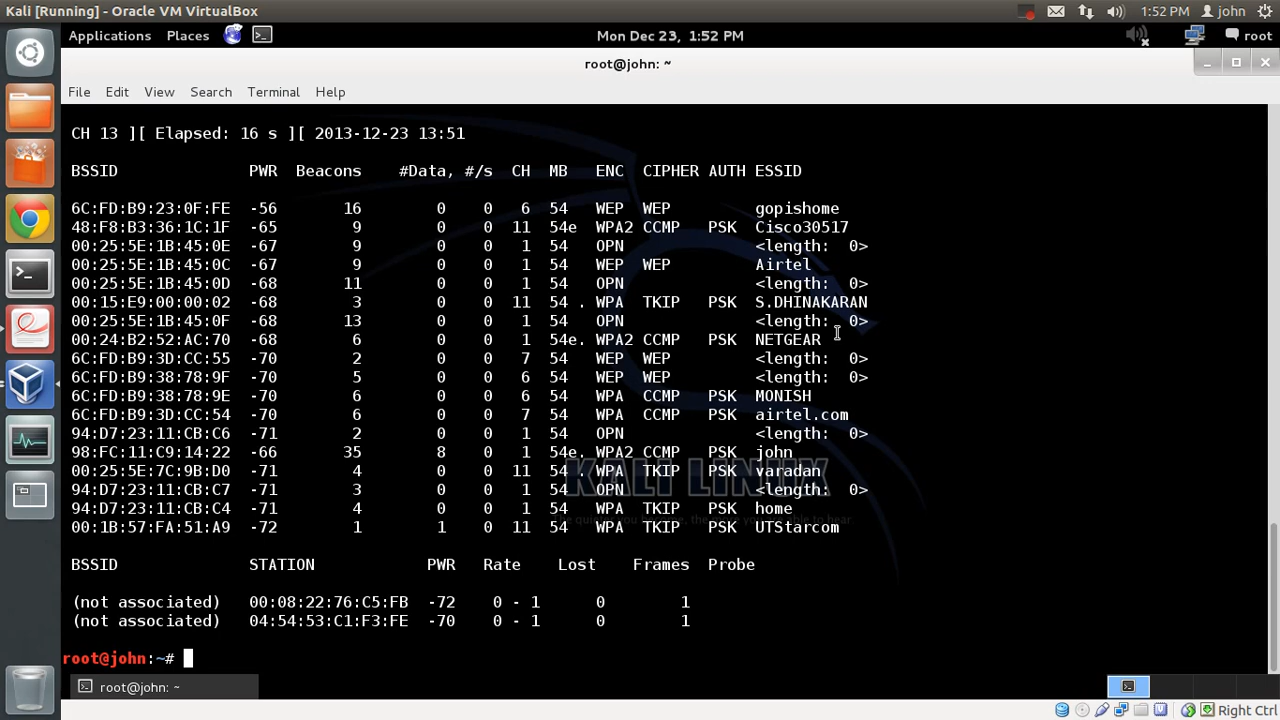 Kali [Running] - Oracle VM VirtualBox
1:52 PM john
Applications Places Mon Dec 23, 1:52 PM root
root@john: ~
File Edit View Search Terminal Help
CH 13 ][ Elapsed: 16 s ][ 2013-12-23 13:51
BSSID PWR Beacons #Data, #/s CH MB ENC CIPHER AUTH ESSID
6C:FD:B9:23:0F:FE -56 16 0 0 6 54 WEP WEP gopishome
48:F8:B3:36:1C:1F -65 9 0 0 11 54e WPA2 CCMP PSK Cisco30517
00:25:5E:1B:45:0E -67 9 0 0 1 54 OPN <length: 0>
00:25:5E:1B:45:0C -67 9 0 0 1 54 WEP WEP Airtel
00:25:5E:1B:45:0D -68 11 0 0 1 54 OPN <length: 0>
00:15:E9:00:00:02 -68 3 0 0 11 54 . WPA TKIP PSK S.DHINAKARAN
00:25:5E:1B:45:0F -68 13 0 0 1 54 OPN <length: 0>
00:24:B2:52:AC:70 -68 6 0 0 1 54e. WPA2 CCMP PSK NETGEAR
6C:FD:B9:3D:CC:55 -70 2 0 0 7 54 WEP WEP <length: 0>
6C:FD:B9:38:78:9F -70 5 0 0 6 54 WEP WEP <length: 0>
6C:FD:B9:38:78:9E -70 6 0 0 6 54 WPA CCMP PSK MONISH
6C:FD:B9:3D:CC:54 -70 6 0 0 7 54 WPA CCMP PSK airtel.com
94:D7:23:11:CB:C6 -71 2 0 0 1 54 OPN <length: 0>
98:FC:11:C9:14:22 -66 35 8 0 1 54e. WPA2 CCMP PSK john
00:25:5E:7C:9B:D0 -71 4 0 0 11 54 . WPA TKIP PSK varadan
94:D7:23:11:CB:C7 -71 3 0 0 1 54 OPN <length: 0>
94:D7:23:11:CB:C4 -71 4 0 0 1 54 WPA TKIP PSK home
00:1B:57:FA:51:A9 -72 1 1 0 11 54 WPA TKIP PSK UTStarcom
KALI LINUX
BSSID STATION PWR Rate Lost Frames Probe
(not associated) 00:08:22:76:C5:FB -72 0 - 1 0 1
(not associated) 04:54:53:C1:F3:FE -70 0 - 1 0 1
root@john:~#
root@john: ~
Right Ctrl